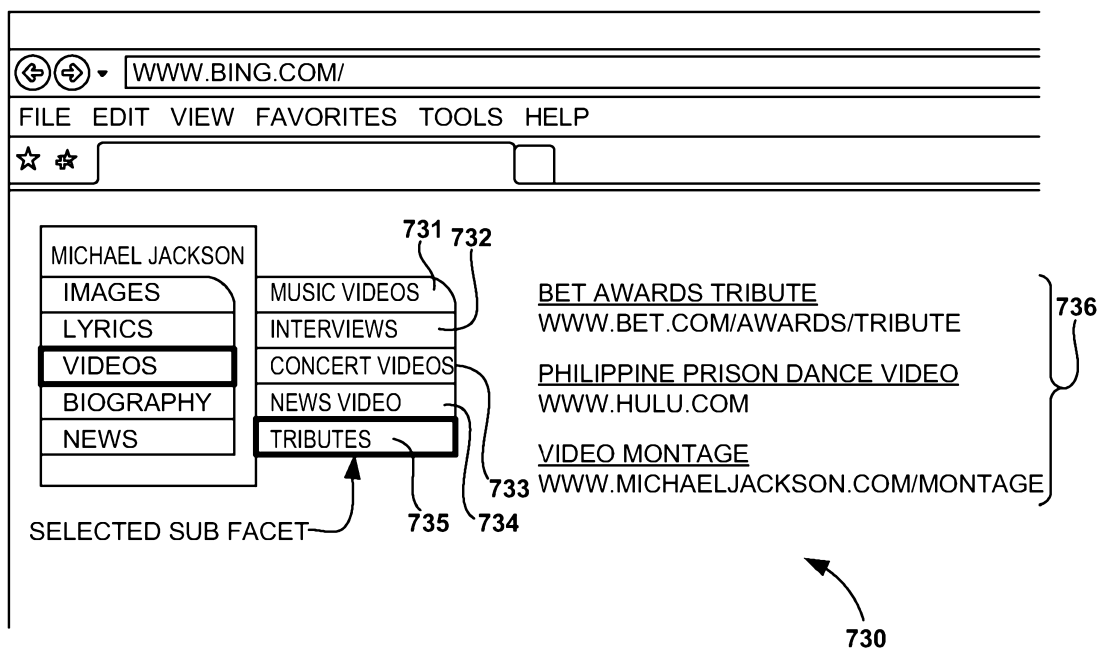 WWW.BING.COM/
FILE EDIT VIEW FAVORITES TOOLS HELP
MICHAEL JACKSON
IMAGES
LYRICS
VIDEOS
BIOGRAPHY
NEWS
731
732
MUSIC VIDEOS
INTERVIEWS
CONCERT VIDEOS
NEWS VIDEO
TRIBUTES
733
734
735
SELECTED SUB FACET
BET AWARDS TRIBUTE
WWW.BET.COM/AWARDS/TRIBUTE
PHILIPPINE PRISON DANCE VIDEO
WWW.HULU.COM
VIDEO MONTAGE
WWW.MICHAELJACKSON.COM/MONTAGE
736
730